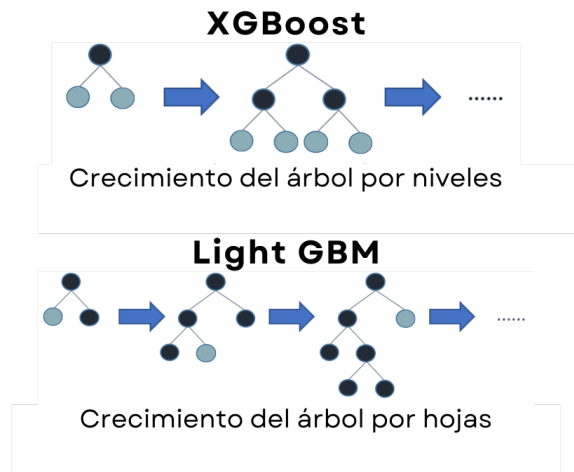 XGBoost
......
Crecimiento del árbol por niveles
Light GBM
......
Crecimiento del árbol por hojas